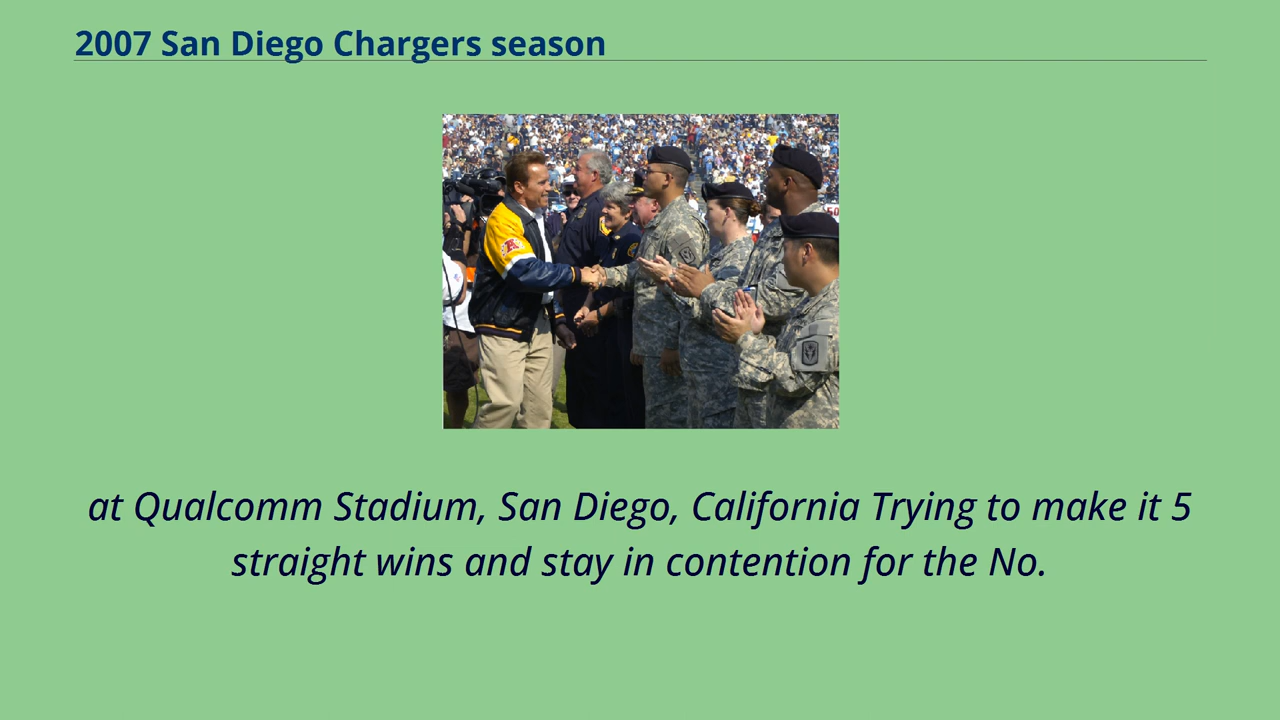 2007 San Diego Chargers season
at Qualcomm Stadium, San Diego, California Trying to make it 5
straight wins and stay in contention for the No.